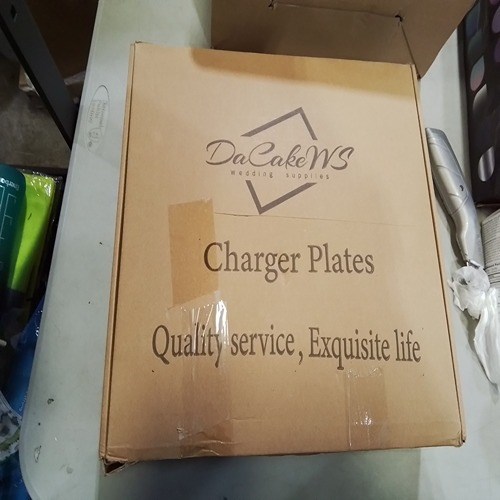 DaCakeWS
wedding supplies
Charger Plates
Quality service, Exquisite life